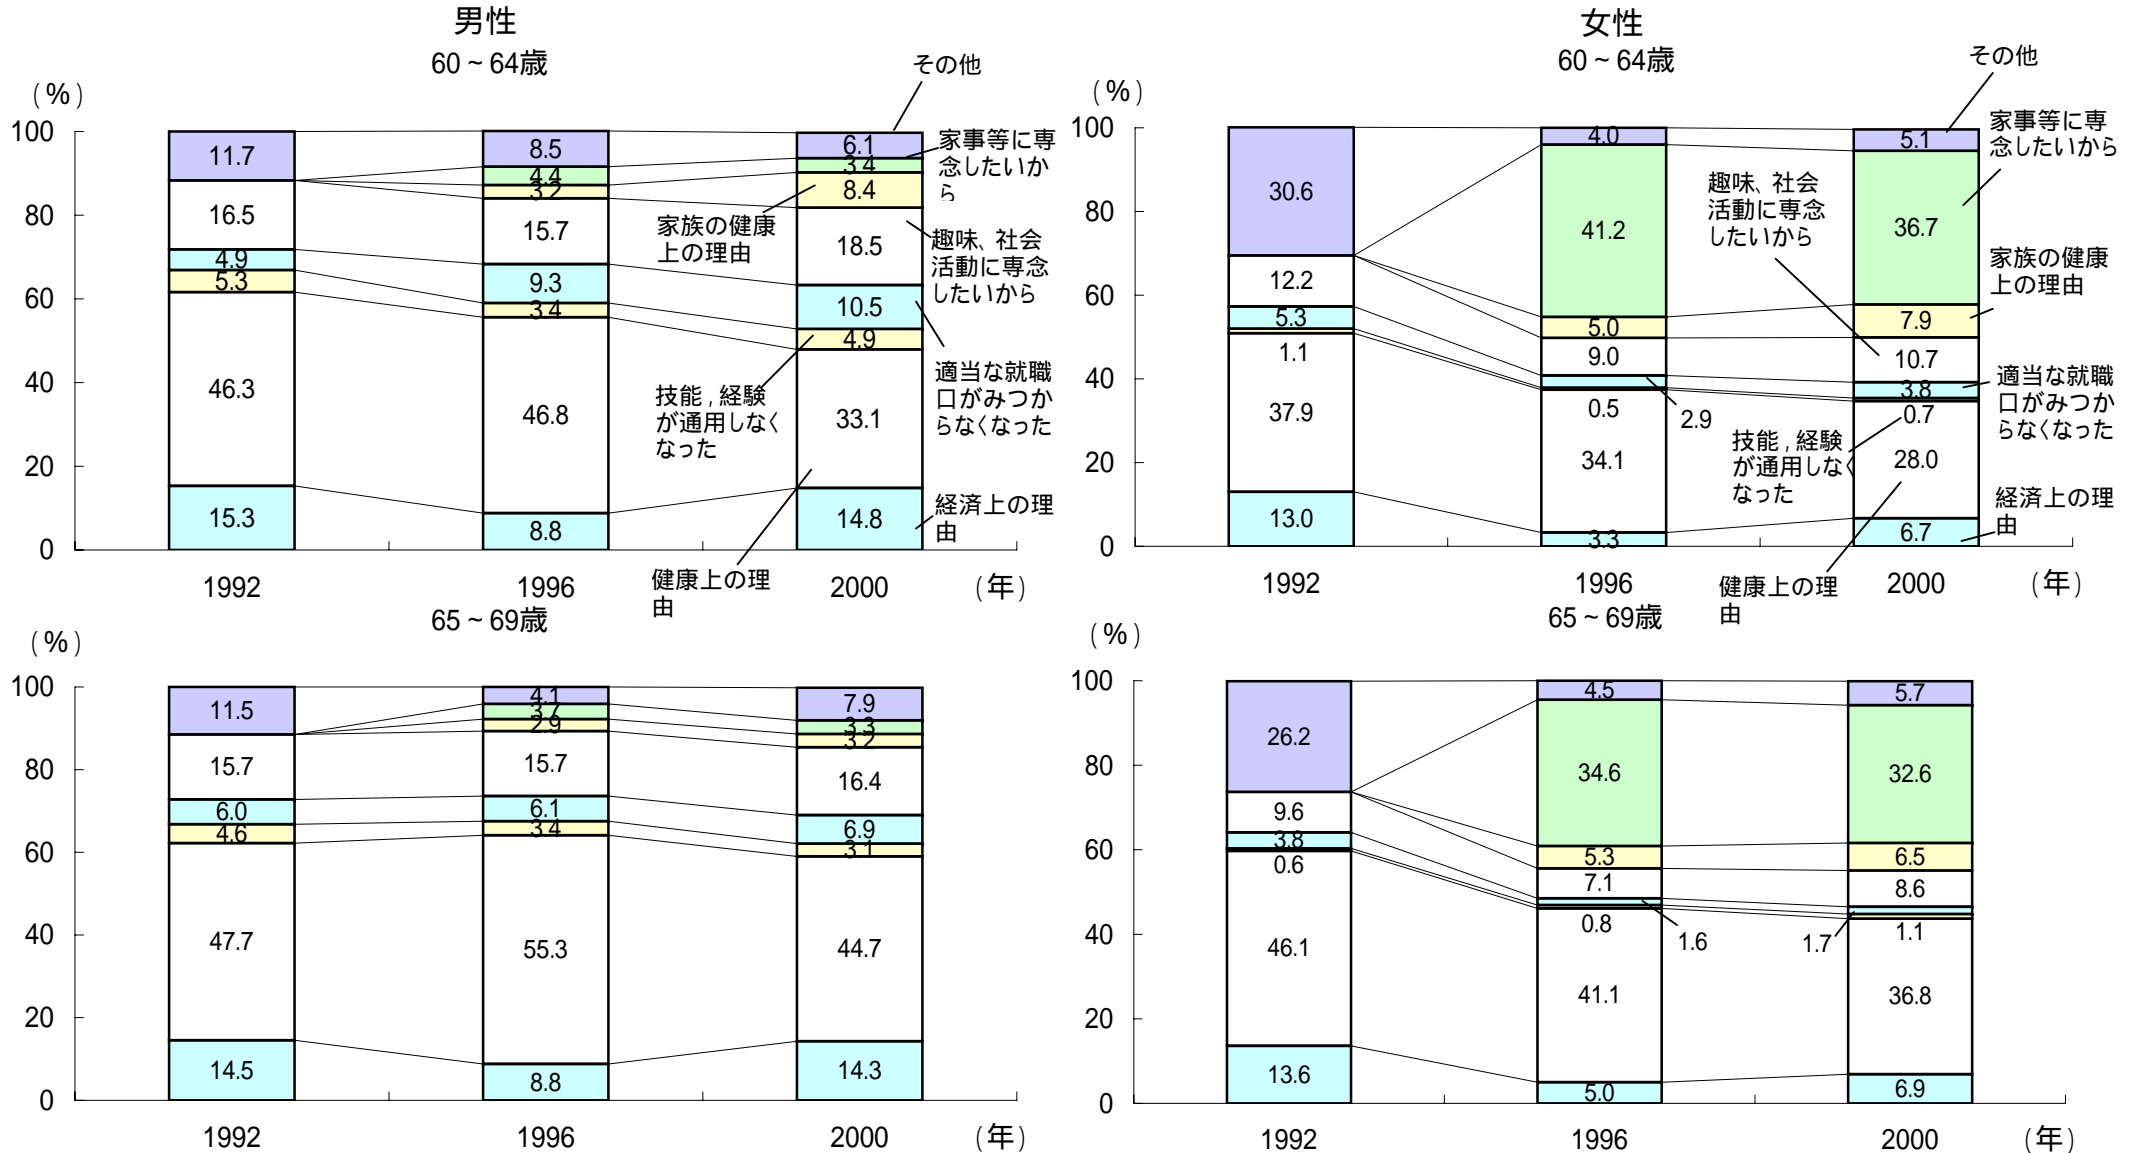 男性
60～64歳
(%)
100
80
60
40
20
0
11.7
16.5
4.9
5.3
46.3
15.3
8.5
4.4
3.2
15.7
9.3
3.4
46.8
8.8
6.1
3.4
8.4
18.5
10.5
4.9
33.1
14.8
その他
家事等に専
念したいか
ら
家族の健康
上の理由
趣味、社会
活動に専念
したいから
適当な就職
口がみつか
らなくなった
技能,経験
が通用しなく
なった
経済上の理
由
健康上の理
由
1992
1996
2000
(年)
女性
60～64歳
(%)
100
80
60
40
20
0
30.6
12.2
5.3
1.1
37.9
13.0
4.0
41.2
5.0
9.0
2.9
0.5
34.1
3.3
5.1
36.7
7.9
10.7
3.8
0.7
28.0
6.7
その他
家事等に専
念したいから
趣味、社会
活動に専念
したいから
家族の健康
上の理由
適当な就職
口がみつか
らなくなった
技能,経験
が通用しなく
なった
経済上の理
由
健康上の理
由
1992
1996
2000
(年)
65～69歳
(%)
100
80
60
40
20
0
11.5
15.7
6.0
4.6
47.7
14.5
4.1
3.7
2.9
15.7
6.1
3.4
55.3
8.8
7.9
3.3
3.2
16.4
6.9
3.1
44.7
14.3
1992
1996
2000
(年)
65～69歳
(%)
100
80
60
40
20
0
26.2
9.6
3.8
0.6
46.1
13.6
4.5
34.6
5.3
7.1
1.6
0.8
41.1
5.0
5.7
32.6
6.5
8.6
1.7
1.1
36.8
6.9
1992
1996
2000
(年)